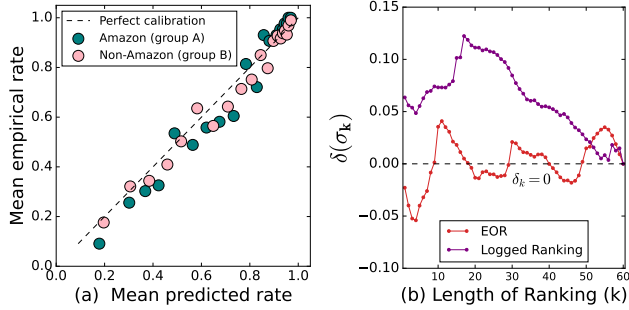 1.0
0.8
0.6
0.4
0.2
0.0
Mean empirical rate
Perfect calibration
Amazon (group A)
Non-Amazon (group B)
0.0 0.2 0.4 0.6 0.8 1.0
(a) Mean predicted rate
0.15
0.10
0.05
0.00
−0.05
−0.10
δ(σ𝐤)
δₖ = 0
EOR
Logged Ranking
10 20 30 40 50 60
(b) Length of Ranking (k)